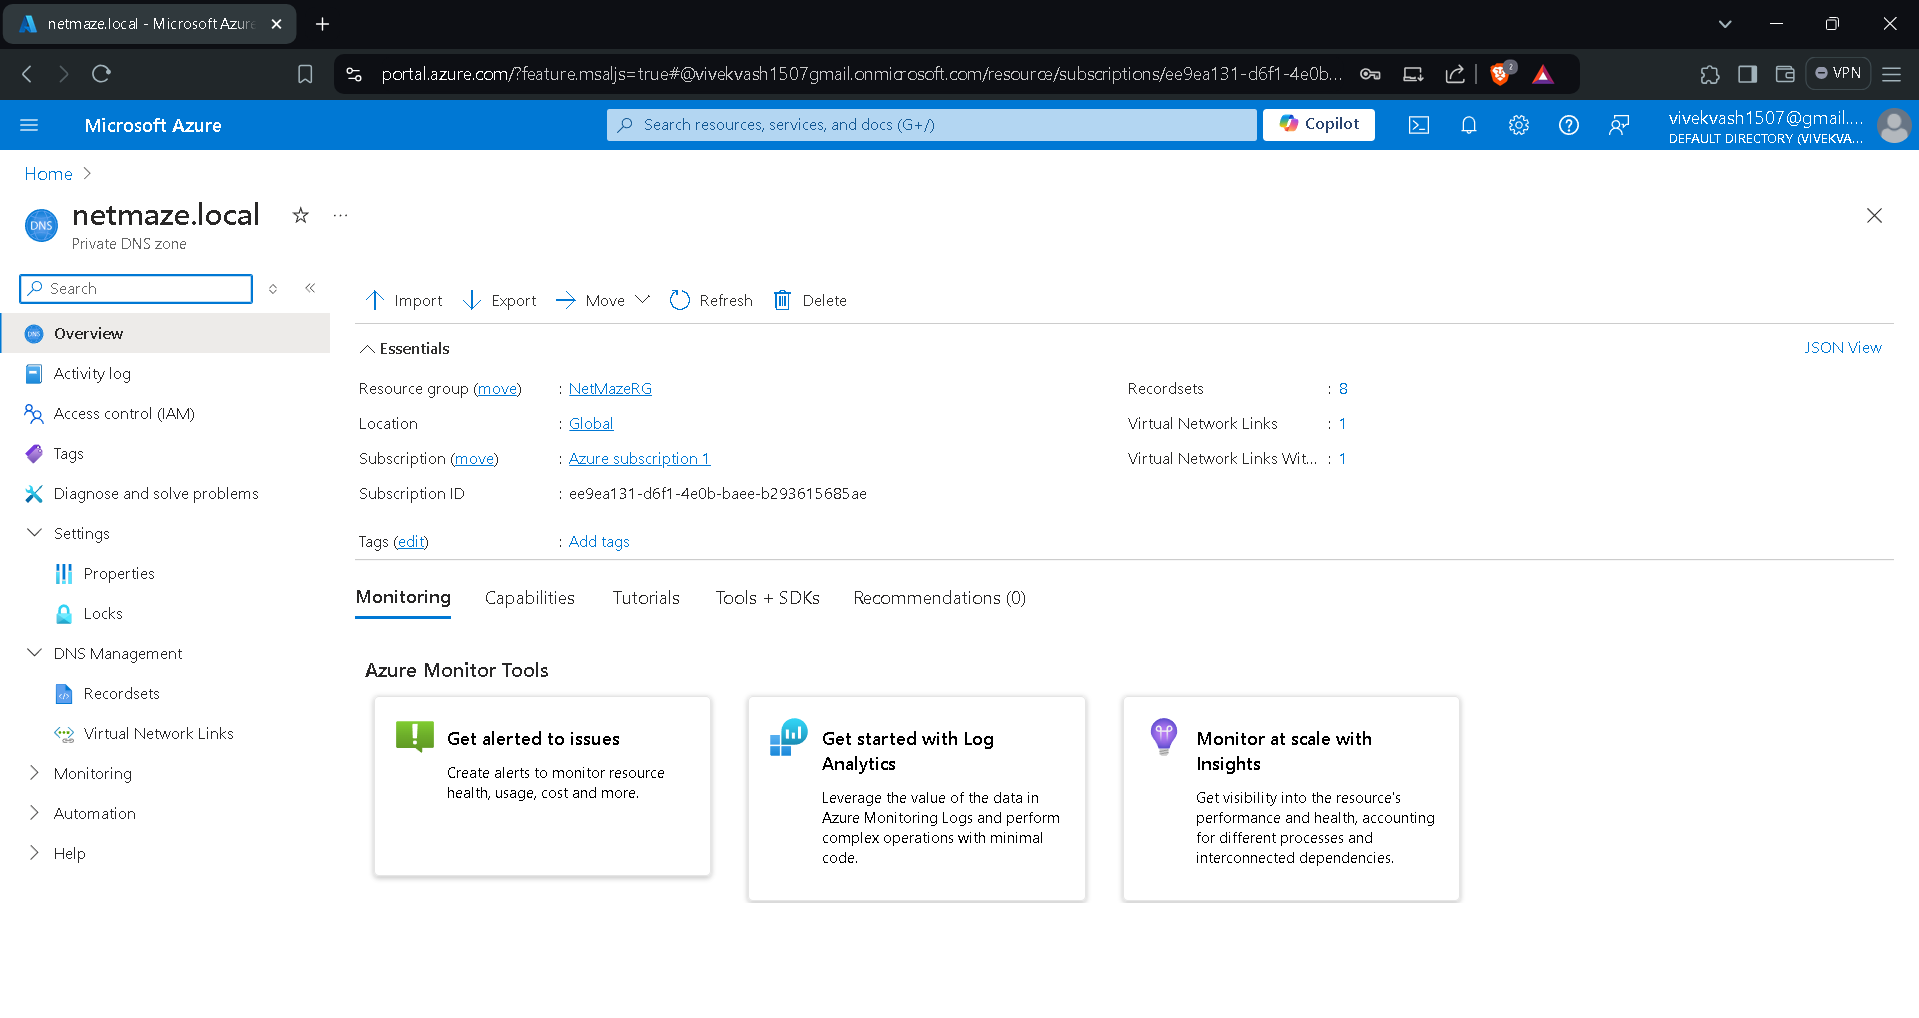 netmaze.local - Microsoft Azure
portal.azure.com/?feature.msaljs=true#@vivekvash1507gmail.onmicrosoft.com/resource/subscriptions/ee9ea131-d6f1-4e0b...
2
VPN
Microsoft Azure
Search resources, services, and docs (G+/)
Copilot
vivekvash1507@gmail....
DEFAULT DIRECTORY (VIVEKVA...
Home
DNS
netmaze.local
...
Private DNS zone
Search
Import
Export
Move
Refresh
Delete
Overview
Activity log
Access control (IAM)
Tags
Diagnose and solve problems
Settings
Properties
Locks
DNS Management
Recordsets
Virtual Network Links
Monitoring
Automation
Help
Essentials
JSON View
Resource group (move) : NetMazeRG
Location : Global
Subscription (move) : Azure subscription 1
Subscription ID : ee9ea131-d6f1-4e0b-baee-b293615685ae
Tags (edit) : Add tags
Recordsets : 8
Virtual Network Links : 1
Virtual Network Links Wit... : 1
Monitoring
Capabilities
Tutorials
Tools + SDKs
Recommendations (0)
Azure Monitor Tools
Get alerted to issues
Create alerts to monitor resource
health, usage, cost and more.
Get started with Log
Analytics
Leverage the value of the data in
Azure Monitoring Logs and perform
complex operations with minimal
code.
Monitor at scale with
Insights
Get visibility into the resource's
performance and health, accounting
for different processes and
interconnected dependencies.